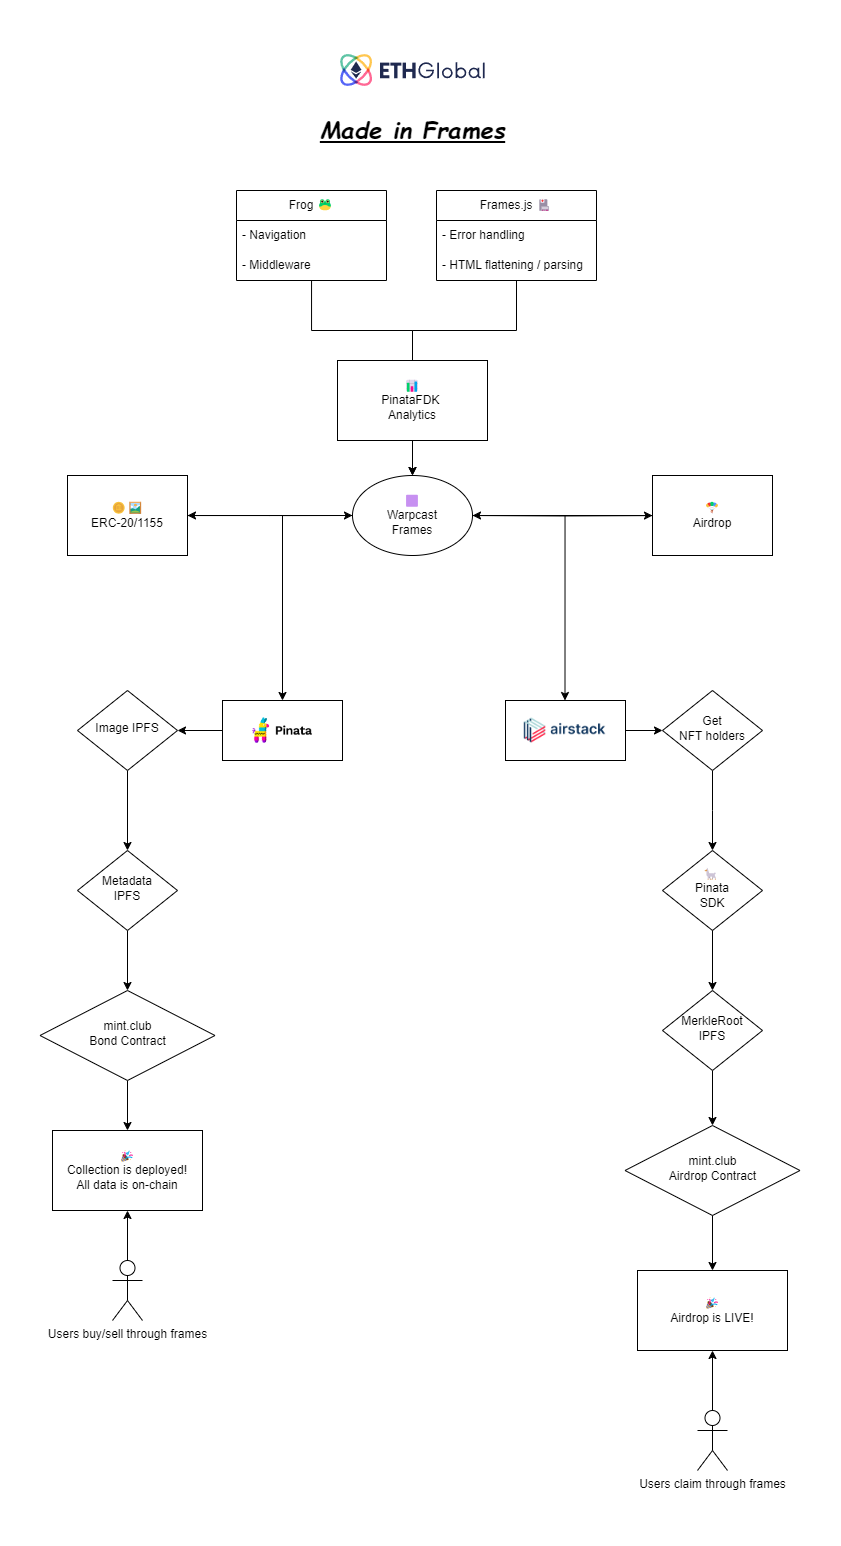 ETHGlobal
Made in Frames
Frog 🐸
- Navigation
- Middleware
Frames.js 💾
- Error handling
- HTML flattening / parsing
📊
PinataFDK
Analytics
🪙 🖼️
ERC-20/1155
🟪
Warpcast
Frames
🪂
Airdrop
Image IPFS
Pinata
airstack
Get
NFT holders
Metadata
IPFS
🦙
Pinata
SDK
mint.club
Bond Contract
MerkleRoot
IPFS
🎉
Collection is deployed!
All data is on-chain
mint.club
Airdrop Contract
Users buy/sell through frames
🎉
Airdrop is LIVE!
Users claim through frames